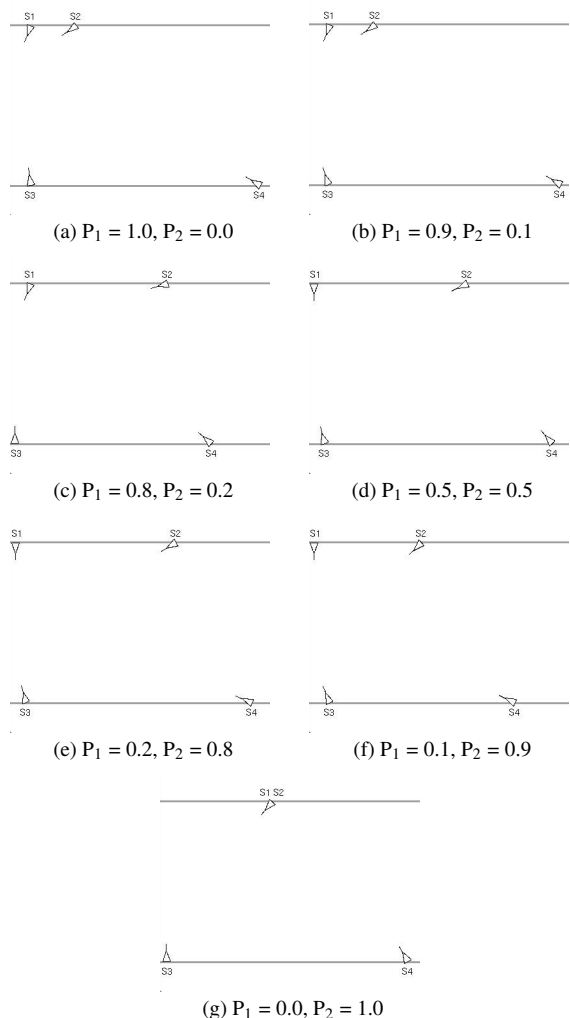 S1 S2
S1 S2
S3 S4
S3 S4
(a) P₁ = 1.0, P₂ = 0.0
(b) P₁ = 0.9, P₂ = 0.1
S1 S2
S1 S2
S3 S4
S3 S4
(c) P₁ = 0.8, P₂ = 0.2
(d) P₁ = 0.5, P₂ = 0.5
S1 S2
S1 S2
S3 S4
S3 S4
(e) P₁ = 0.2, P₂ = 0.8
(f) P₁ = 0.1, P₂ = 0.9
S1 S2
S3 S4
(g) P₁ = 0.0, P₂ = 1.0